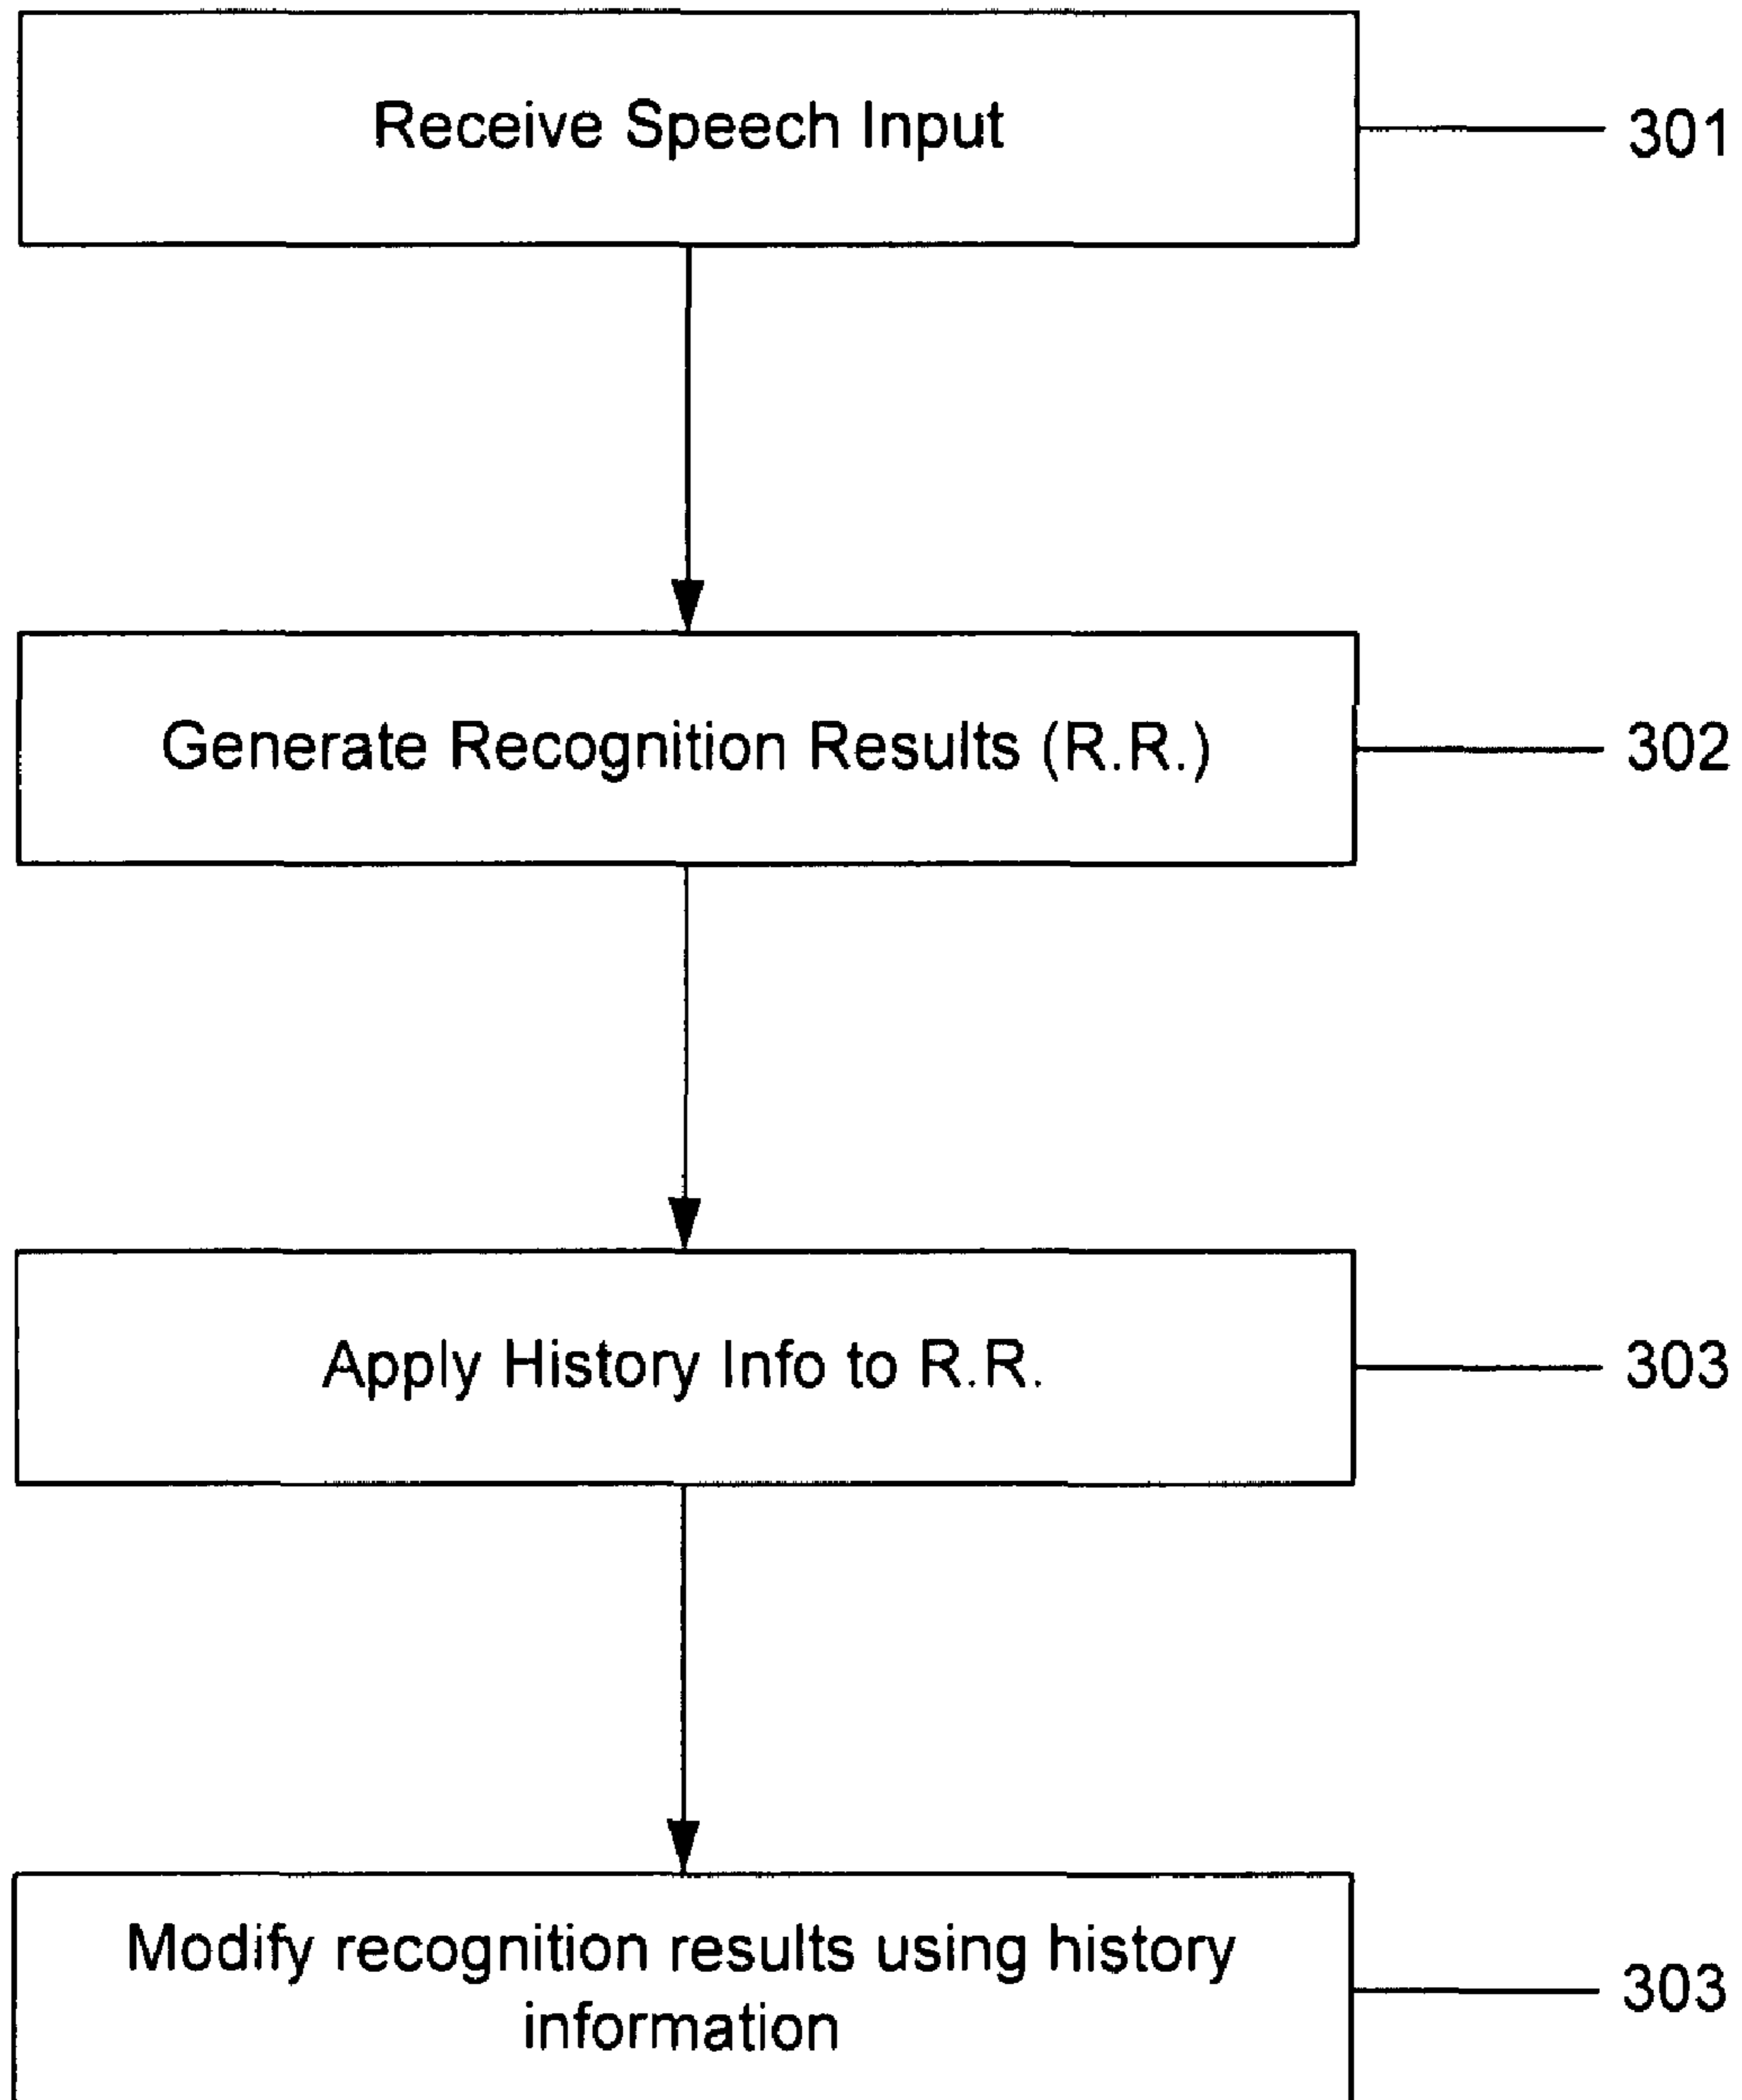 Receive Speech Input
301
Generate Recognition Results (R.R.)
302
Apply History Info to R.R.
303
Modify recognition results using history
information
303